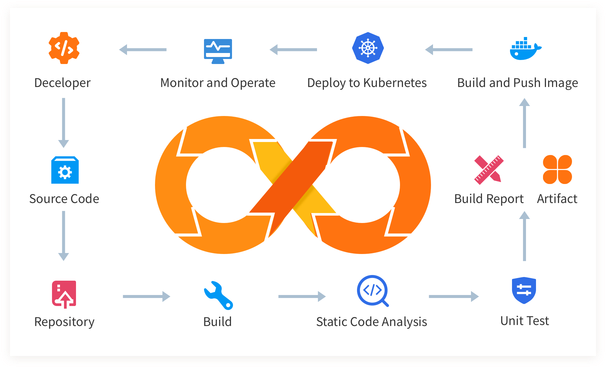 Deceloper
Monitor and Operate
Deploy to Kubernetes
Build and Push Image
Source Code
Build Report
Artifact
Repository
Build
Static Code Analysis
Unit Test